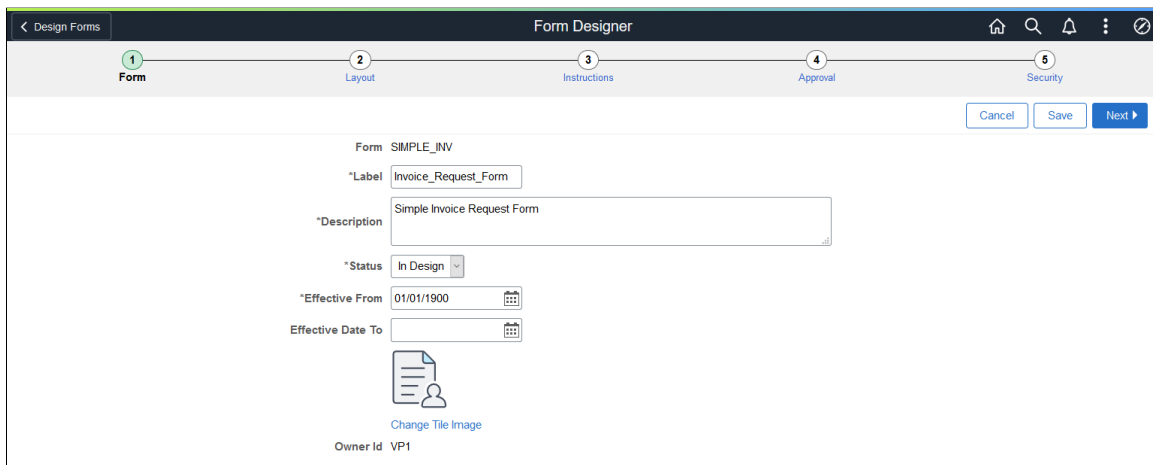 Design Forms
Form Designer
1
2
3
4
5
Form
Layout
Instructions
Approval
Security
Cancel
Save
Next
Form SIMPLE_INV
*Label Invoice_Request_Form
*Description Simple Invoice Request Form
*Status In Design
*Effective From 01/01/1900
Effective Date To
Change Tile Image
Owner Id VP1